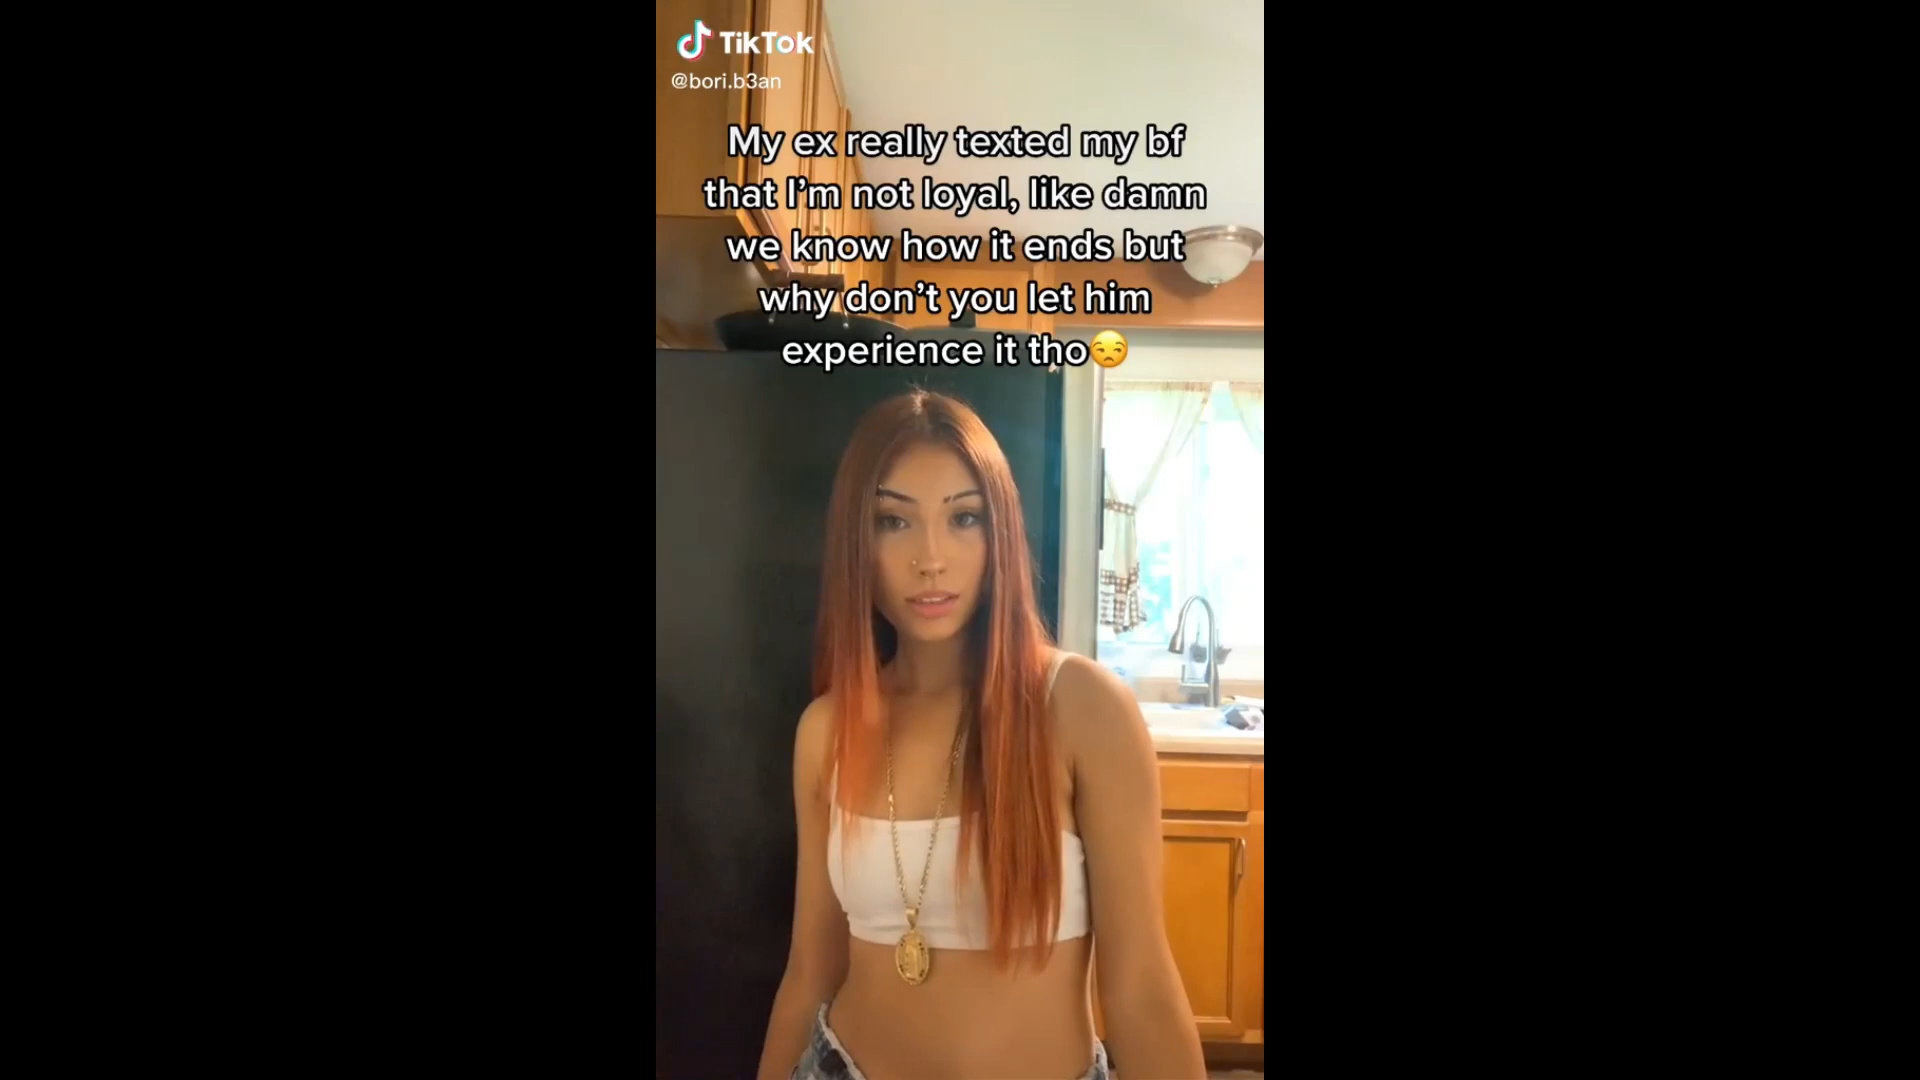 TikTok
@bori.b3an
My ex really texted my bf
that I’m not loyal, like damn
we know how it ends but
why don’t you let him
experience it tho😒